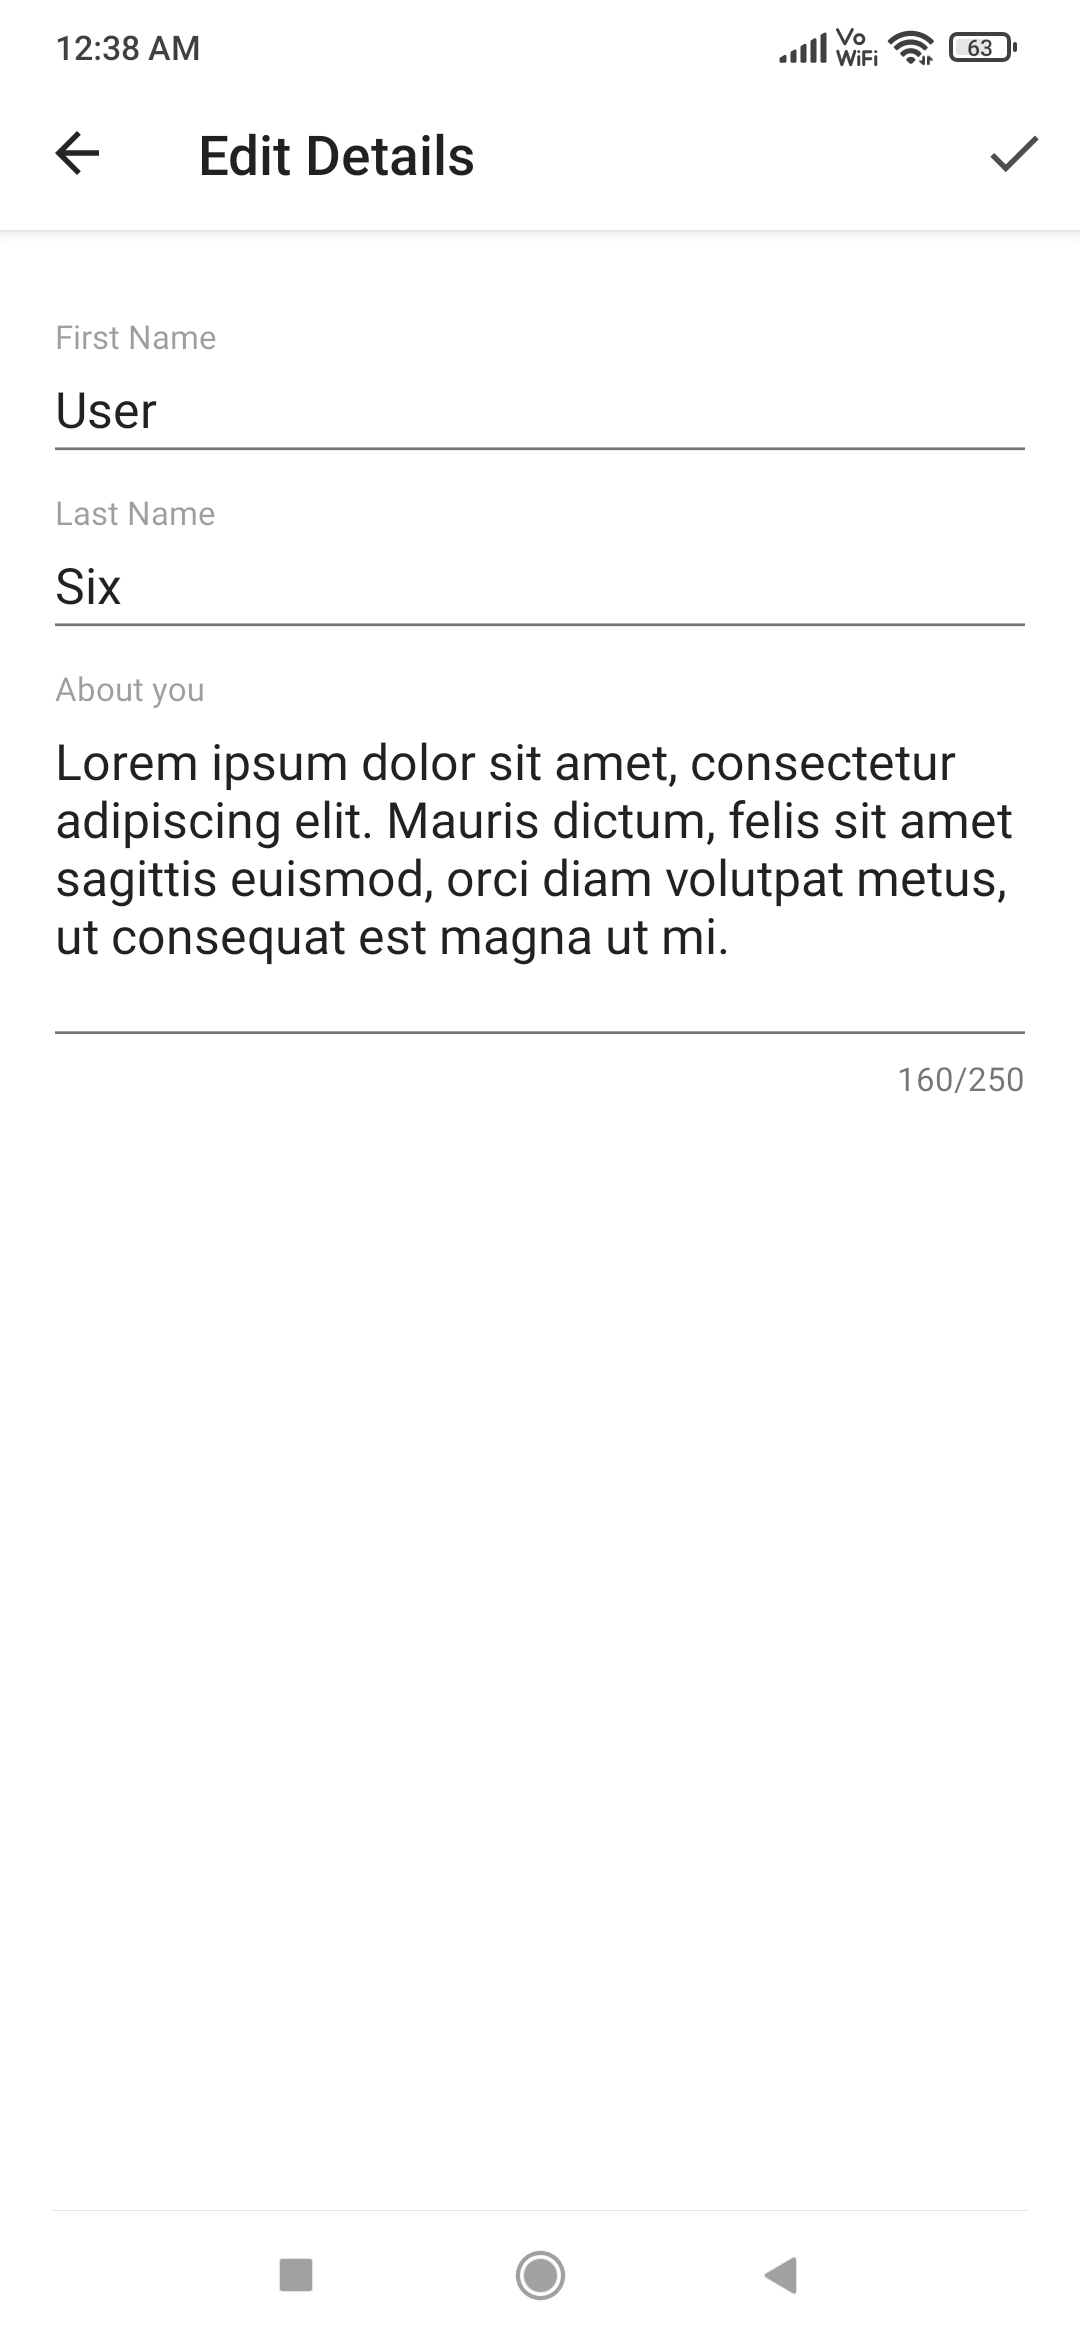 12:38 AM
Vo
WiFi
63
Edit Details
First Name
User
Last Name
Six
About you
Lorem ipsum dolor sit amet, consectetur
adipiscing elit. Mauris dictum, felis sit amet
sagittis euismod, orci diam volutpat metus,
ut consequat est magna ut mi.
160/250